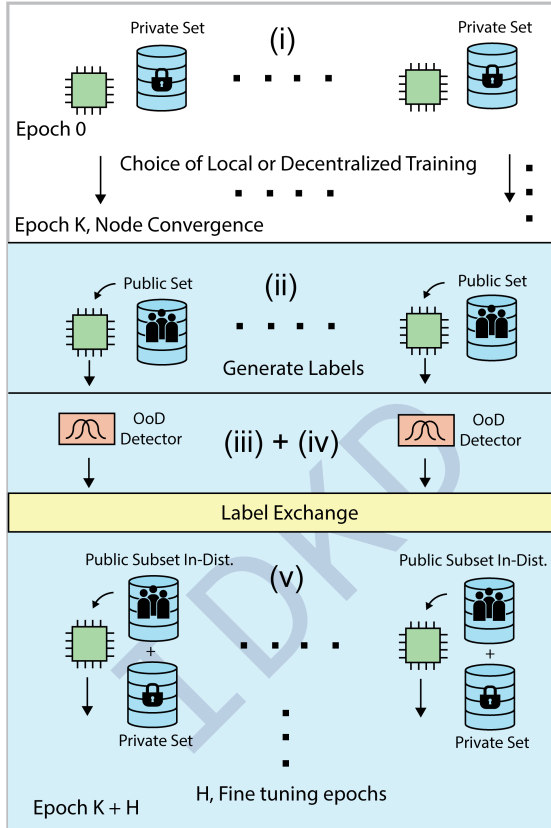 Private Set
(i)
Private Set
Epoch 0
Choice of Local or Decentralized Training
Epoch K, Node Convergence
Public Set
(ii)
Public Set
Generate Labels
OoD
Detector
(iii) + (iv)
OoD
Detector
Label Exchange
Public Subset In-Dist.
(v)
Public Subset In-Dist.
+
+
Private Set
Private Set
H, Fine tuning epochs
Epoch K + H
IDKD